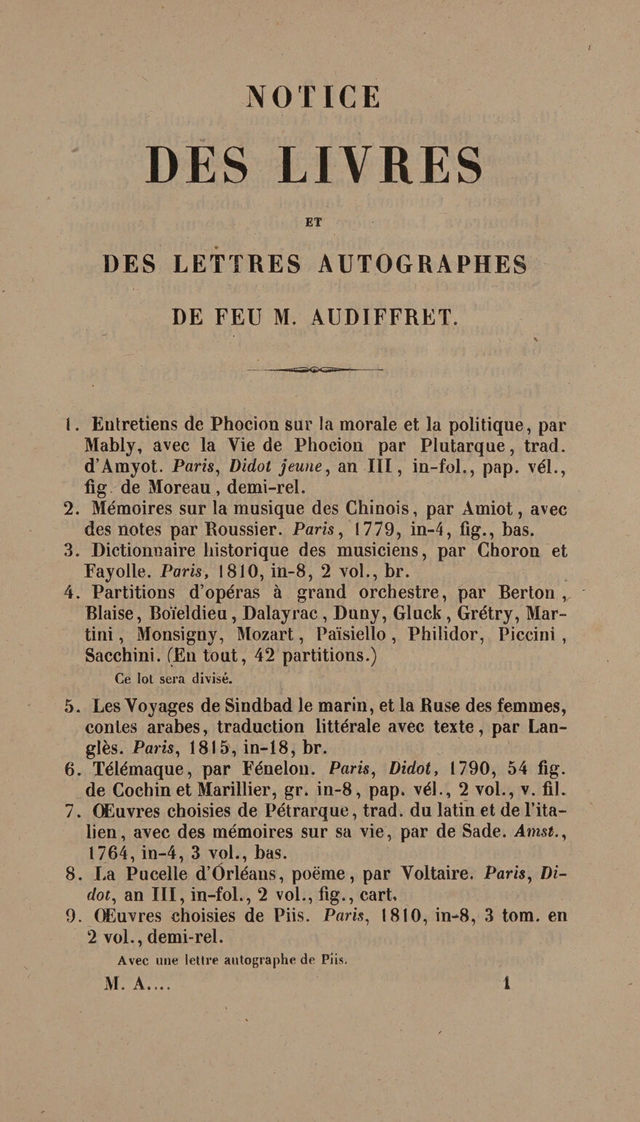 NOTICE
DES LIVRES
ET
DES LETTRES AUTOGRAPHES
DE FEU M. AUDIFFRET.
1. Entretiens de Phocion sur la morale et la politique, par
Mably, avec la Vie de Phocion par Plutarque, trad.
d'Amyot. Paris, Didot jeune, an III, in-fol., pap. vél.,
fig. de Moreau, demi-rel.
2. Mémoires sur la musique des Chinois, par Amiot, avec
des notes par Roussier. Paris, 1779, in-4, fig., bas.
3. Dictionnaire historique des musiciens, par Choron et
Fayolle. Paris, 1810, in-8, 2 vol., br.
4. Partitions d'opéras à grand orchestre, par Berton,
Blaise, Boïeldieu, Dalayrac, Duny, Gluck, Grétry, Mar-
tini, Monsigny, Mozart, Païsiello, Philidor, Piccini,
Sacchini. (En tout, 42 partitions.)
Ce lot sera divisé.
5. Les Voyages de Sindbad le marin, et la Ruse des femmes,
contes arabes, traduction littérale avec texte, par Lan-
glès. Paris, 1815, in-18, br.
6. Télémaque, par Fénelon. Paris, Didot, 1790, 54 fig.
de Cochin et Marillier, gr. in-8, pap. vél., 2 vol., v. fil.
7. Œuvres choisies de Pétrarque, trad. du latin et de l'ita-
lien, avec des mémoires sur sa vie, par de Sade. Amst.,
1764, in-4, 3 vol., bas.
8. La Pucelle d'Orléans, poëme, par Voltaire. Paris, Di-
dot, an III, in-fol., 2 vol., fig., cart.
9. Œuvres choisies de Piis. Paris, 1810, in-8, 3 tom. en
2 vol., demi-rel.
Avec une lettre autographe de Piis.
M. A.... 1